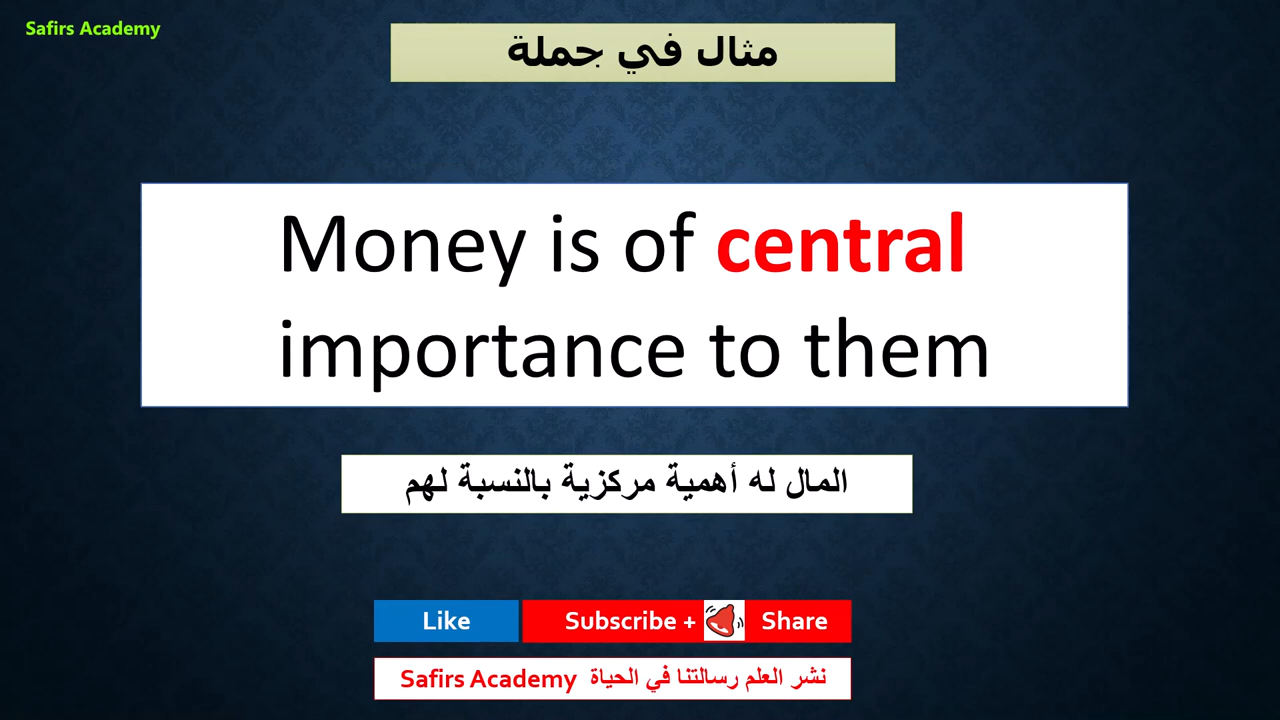 Safirs Academy
مثال في جملة
Money is of central
importance to them
المال له أهمية مركزية بالنسبة لهم
Like
Subscribe + Share
نشر العلم رسالتنا في الحياة Safirs Academy